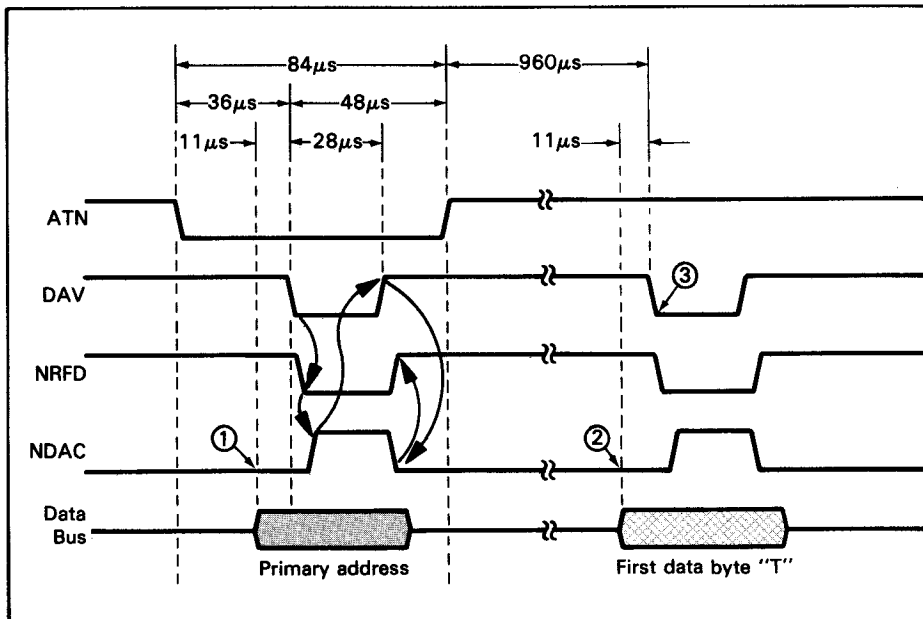 84μs
960μs
36μs
48μs
11μs
28μs
11μs
ATN
DAV
③
NRFD
NDAC
①
②
Data
Bus
Primary address
First data byte "T"